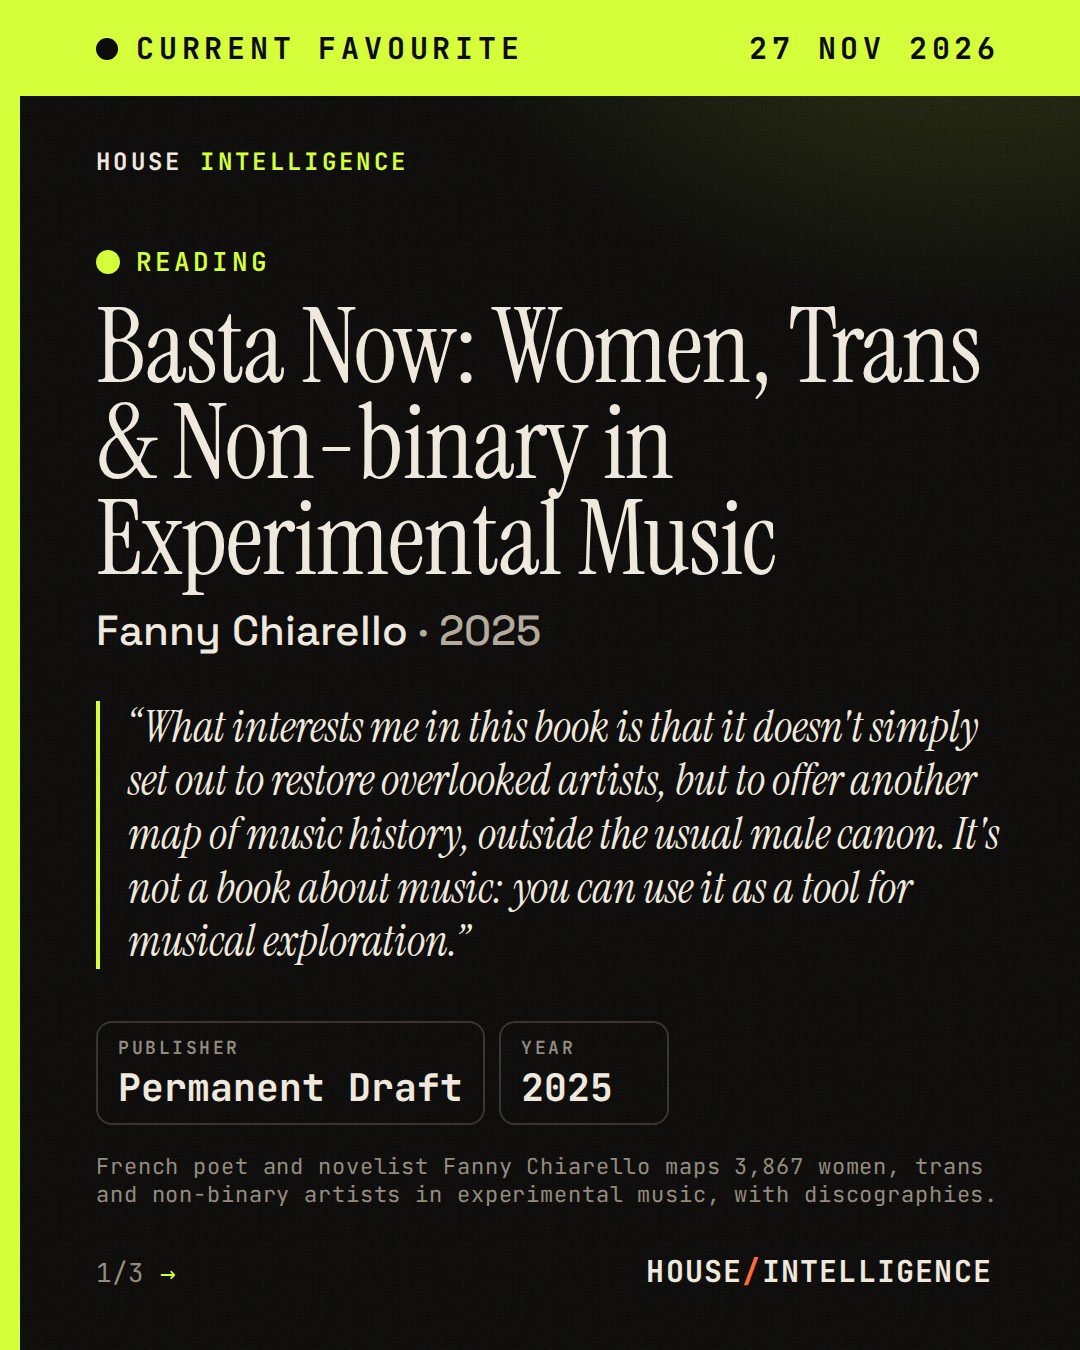 CURRENT FAVOURITE
27 NOV 2026
HOUSE INTELLIGENCE
READING
Basta Now: Women, Trans
& Non-binary in
Experimental Music
Fanny Chiarello · 2025
“What interests me in this book is that it doesn't simply
set out to restore overlooked artists, but to offer another
map of music history, outside the usual male canon. It's
not a book about music: you can use it as a tool for
musical exploration.”
PUBLISHER
Permanent Draft
YEAR
2025
French poet and novelist Fanny Chiarello maps 3,867 women, trans
and non-binary artists in experimental music, with discographies.
1/3 →
HOUSE/INTELLIGENCE